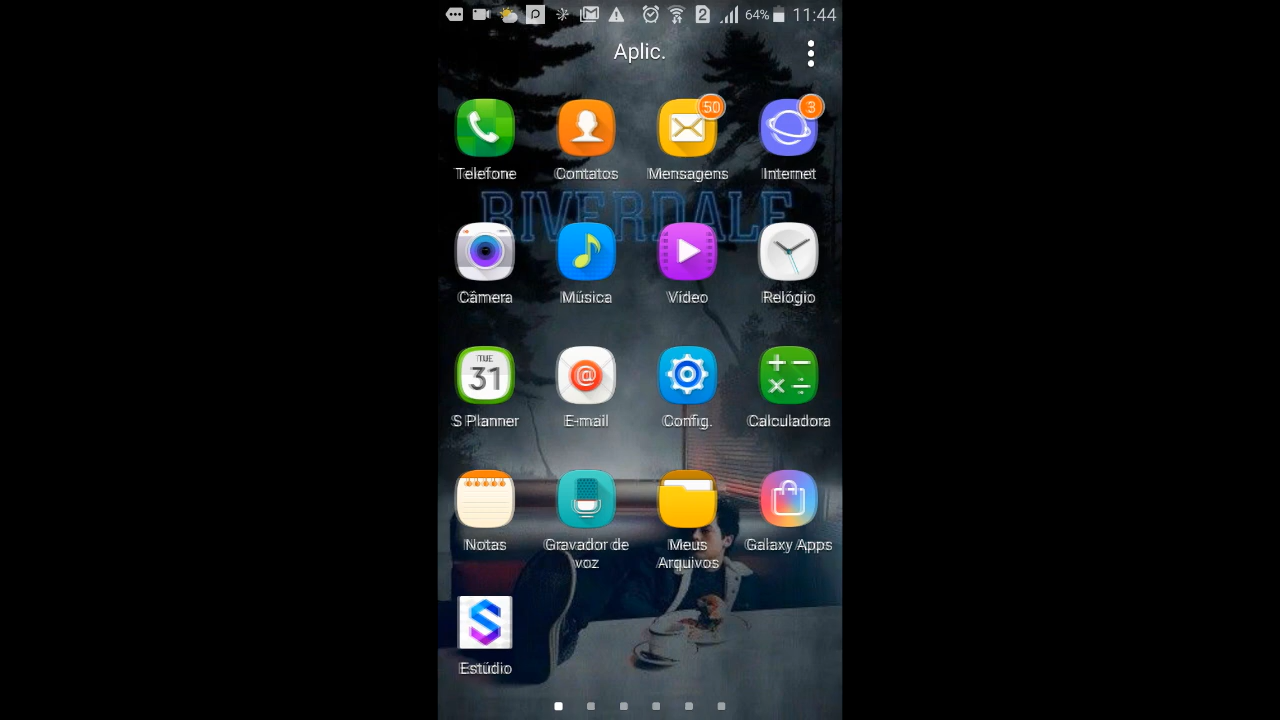 2 64% 11:44
Aplic.
50 3
Telefone Contatos Mensagens Internet
RIVERDALE
Câmera Música Vídeo Relógio
TUE
31 @
S Planner E-mail Config. Calculadora
Notas Gravador de voz Meus Arquivos Galaxy Apps
Estúdio